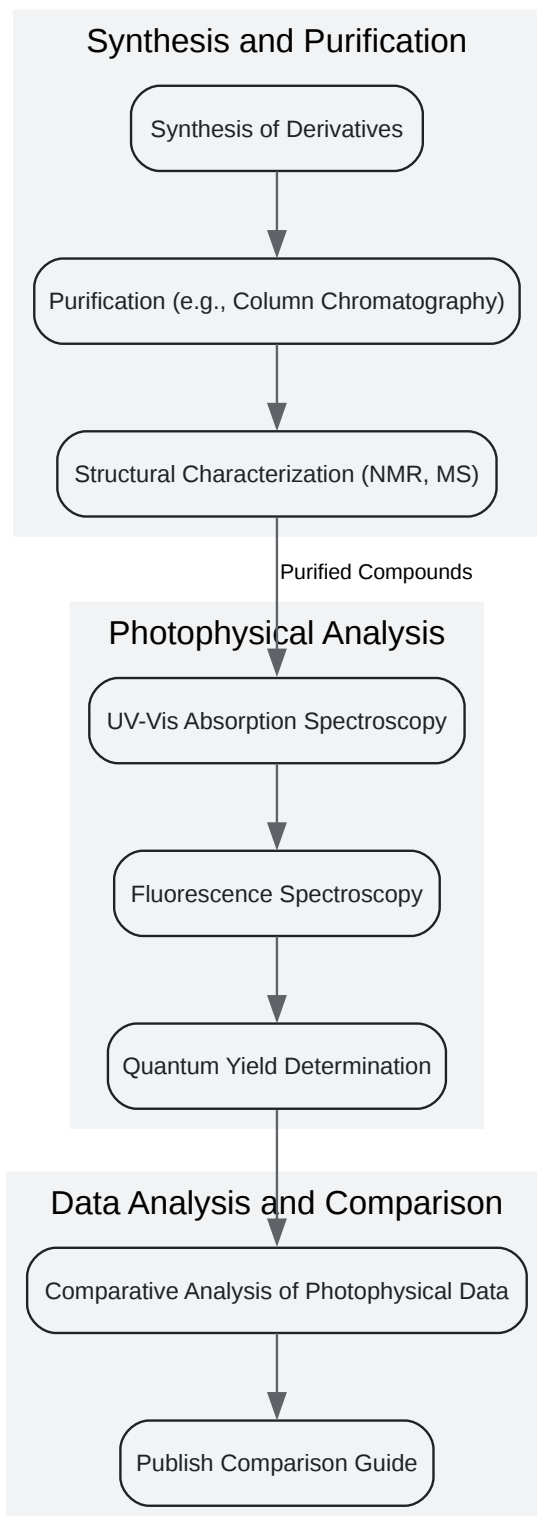 Synthesis and Purification
Synthesis of Derivatives
Purification (e.g., Column Chromatography)
Structural Characterization (NMR, MS)
Purified Compounds
Photophysical Analysis
UV-Vis Absorption Spectroscopy
Fluorescence Spectroscopy
Quantum Yield Determination
Data Analysis and Comparison
Comparative Analysis of Photophysical Data
Publish Comparison Guide